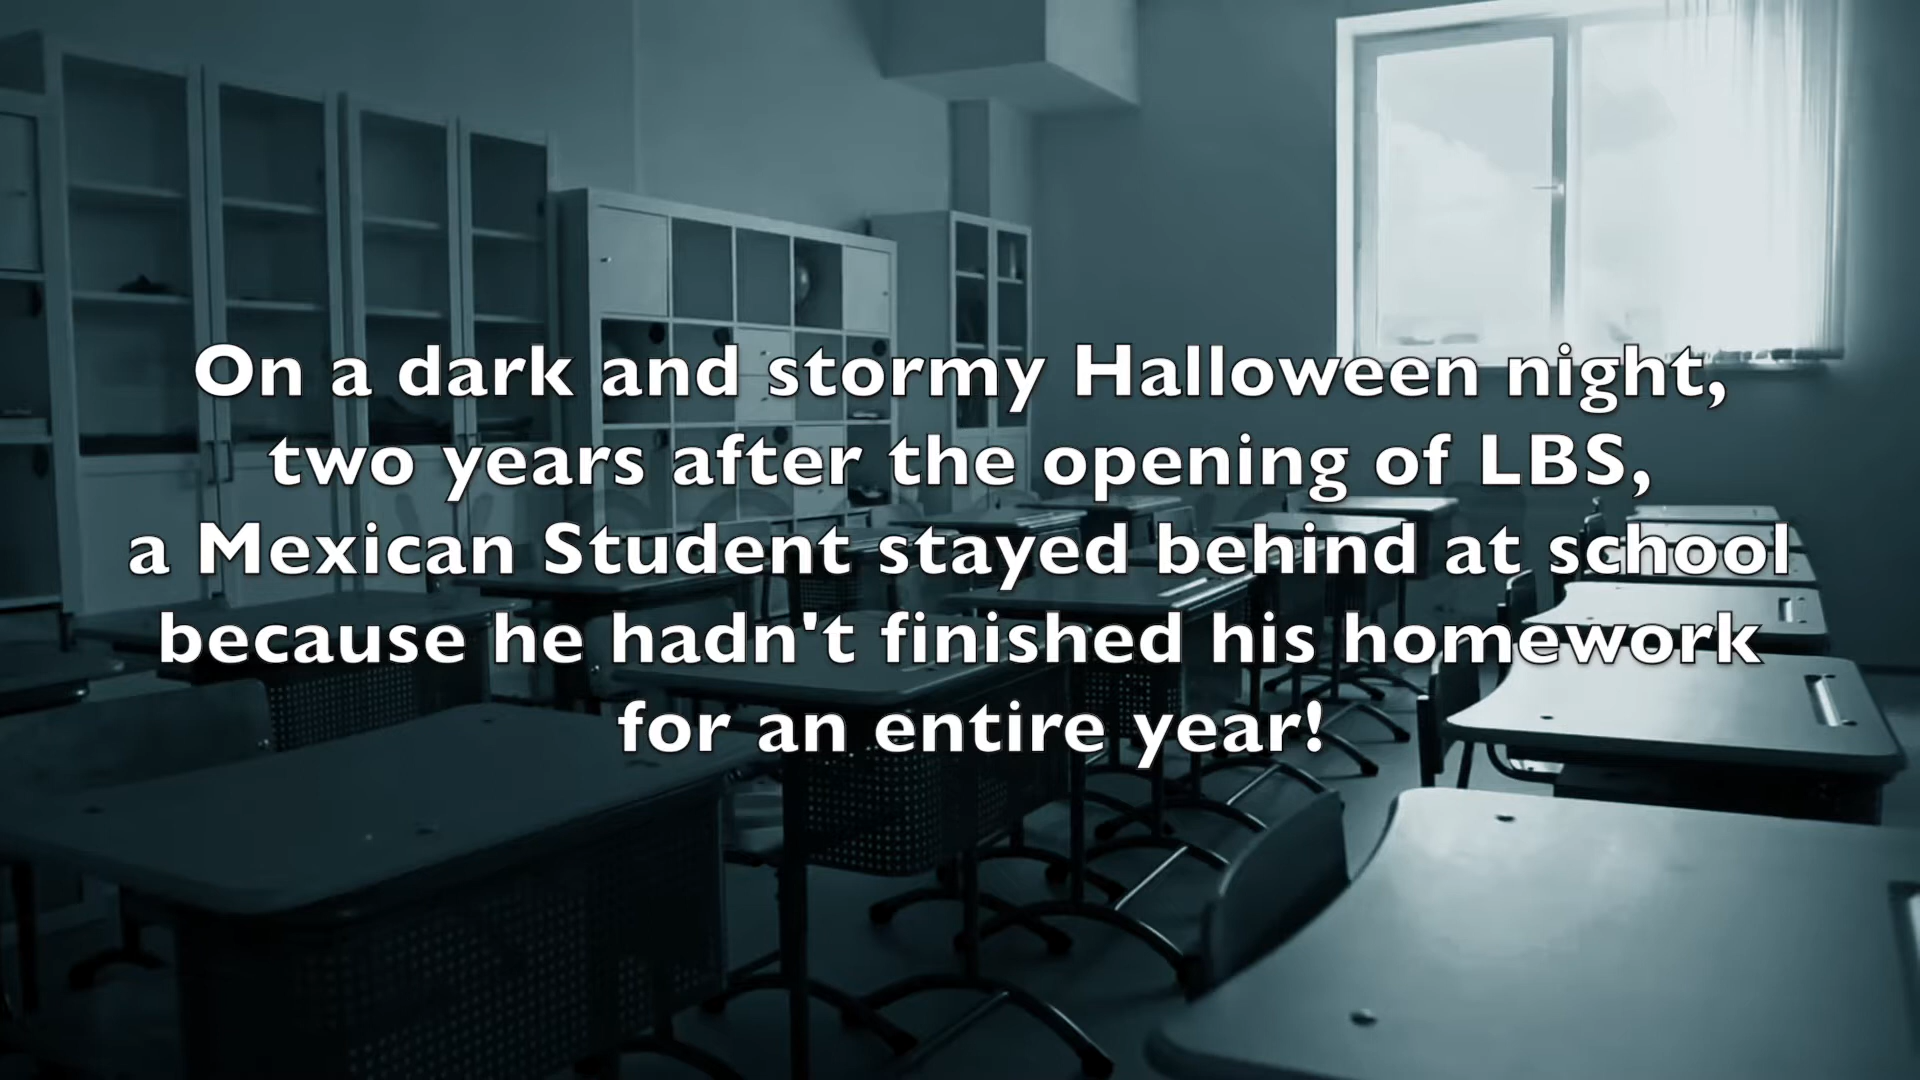 On a dark and stormy Halloween night,
two years after the opening of LBS,
a Mexican Student stayed behind at school
because he hadn't finished his homework
for an entire year!